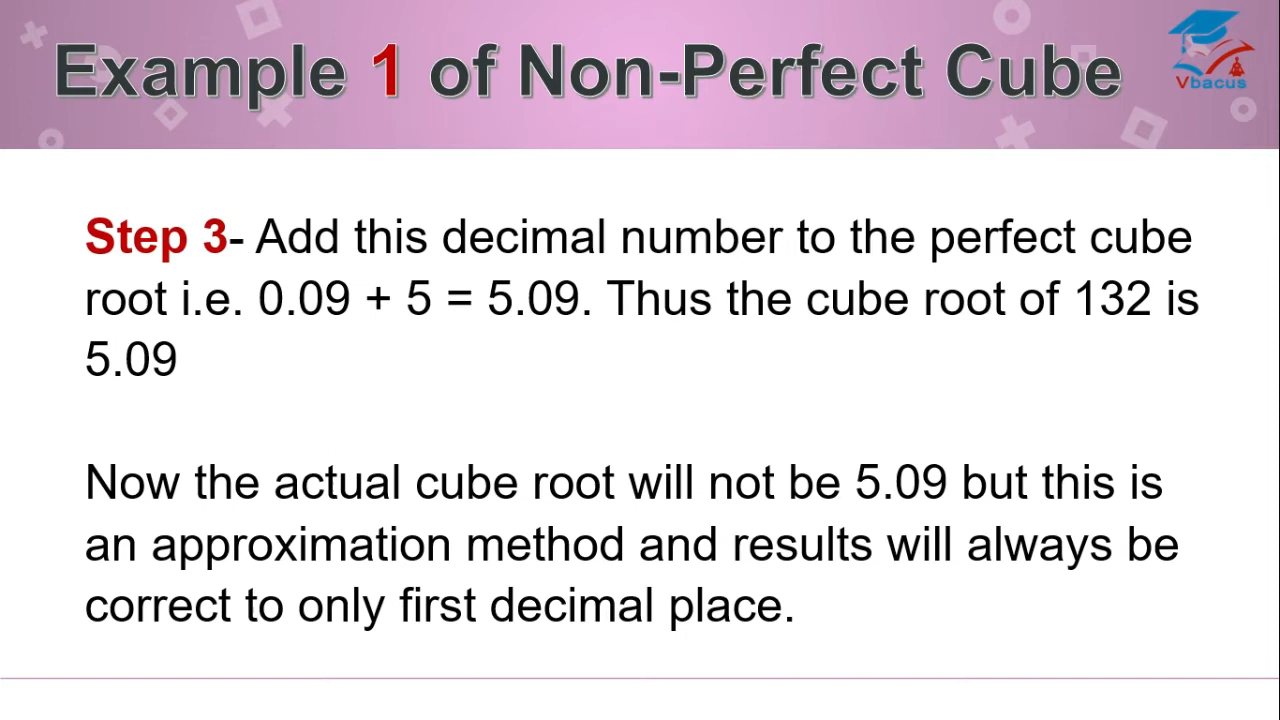 Example 1 of Non-Perfect Cube
Vbacus
Step 3- Add this decimal number to the perfect cube
root i.e. 0.09 + 5 = 5.09. Thus the cube root of 132 is
5.09
Now the actual cube root will not be 5.09 but this is
an approximation method and results will always be
correct to only first decimal place.